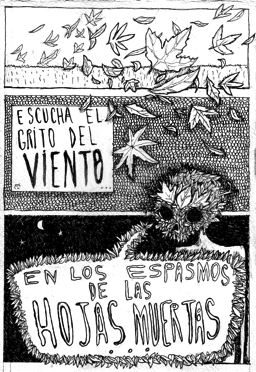 ESCUCHA EL
GRITO DEL
VIENTO...
EN LOS ESPASMOS
DE LAS
HOJAS MUERTAS
...